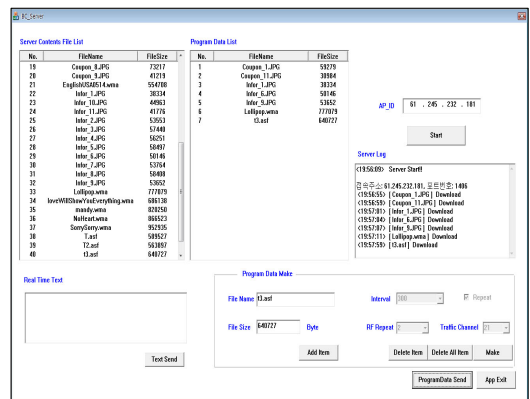 BC_Server
Server Contents File List
No. FileName FileSize
19 Coupon_8.JPG 73217
20 Coupon_9.JPG 41219
21 EnglishUSA0514.wma 554708
22 Infor_1.JPG 38334
23 Infor_10.JPG 44963
24 Infor_11.JPG 41776
25 Infor_2.JPG 53553
26 Infor_3.JPG 57440
27 Infor_4.JPG 56251
28 Infor_5.JPG 58497
29 Infor_6.JPG 50146
30 Infor_7.JPG 53764
31 Infor_8.JPG 58408
32 Infor_9.JPG 53652
33 Lollipop.wma 777079
34 loveWillShowYouEverything.wma 686138
35 mandy.wma 828250
36 NoHeart.wma 866523
37 SorrySorry.wma 952935
38 T.asf 509527
39 T2.asf 563097
40 t3.asf 640727
Program Data List
No. FileName FileSize
1 Coupon_1.JPG 59279
2 Coupon_11.JPG 30984
3 Infor_1.JPG 38334
4 Infor_6.JPG 50146
5 Infor_9.JPG 53652
6 Lollipop.wma 777079
7 t3.asf 640727
AP_ID 61 . 245 . 232 . 181
Start
Server Log
<19:56:09> Server Start!!
접속주소: 61.245.232.181, 포트번호: 1406
<19:56:55> [ Coupon_1.JPG ] Download
<19:56:59> [ Coupon_11.JPG ] Download
<19:57:01> [ Infor_1.JPG ] Download
<19:57:04> [ Infor_6.JPG ] Download
<19:57:07> [ Infor_9.JPG ] Download
<19:57:11> [ Lollipop.wma ] Download
<19:57:59> [ t3.asf ] Download
Real Time Text
Text Send
Program Data Make
File Name t3.asf
Interval 300
Repeat
File Size 640727 Byte
RF Repeat 2
Traffic Channel 21
Add Item
Delete Item
Delete All Item
Make
ProgramData Send
App Exit